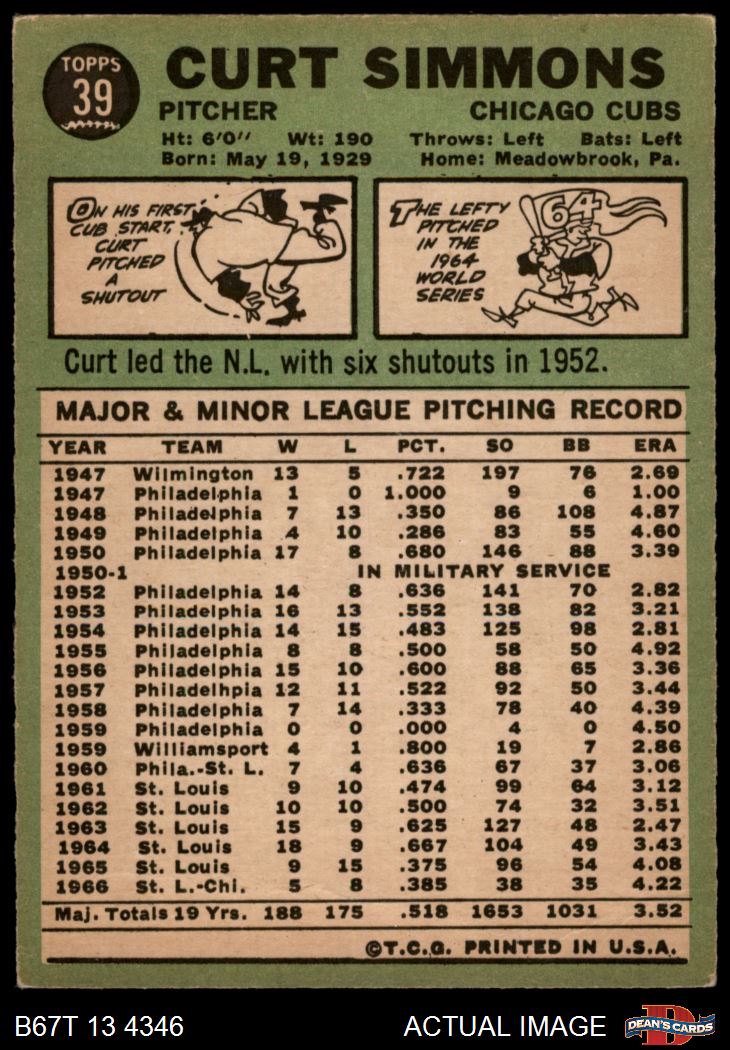 TOPPS
39
CURT SIMMONS
PITCHER CHICAGO CUBS
Ht: 6'0" Wt: 190 Throws: Left Bats: Left
Born: May 19, 1929 Home: Meadowbrook, Pa.
ON HIS FIRST
CUB START,
CURT
PITCHED
A
SHUTOUT
THE LEFTY
PITCHED
IN THE
1964
WORLD
SERIES
64
Curt led the N.L. with six shutouts in 1952.
MAJOR & MINOR LEAGUE PITCHING RECORD
YEAR TEAM W L PCT. SO BB ERA
1947 Wilmington 13 5 .722 197 76 2.69
1947 Philadelphia 1 0 1.000 9 6 1.00
1948 Philadelphia 7 13 .350 86 108 4.87
1949 Philadelphia 4 10 .286 83 55 4.60
1950 Philadelphia 17 8 .680 146 88 3.39
1950-1 IN MILITARY SERVICE
1952 Philadelphia 14 8 .636 141 70 2.82
1953 Philadelphia 16 13 .552 138 82 3.21
1954 Philadelphia 14 15 .483 125 98 2.81
1955 Philadelphia 8 8 .500 58 50 4.92
1956 Philadelphia 15 10 .600 88 65 3.36
1957 Philadelhpia 12 11 .522 92 50 3.44
1958 Philadelphia 7 14 .333 78 40 4.39
1959 Philadelphia 0 0 .000 4 0 4.50
1959 Williamsport 4 1 .800 19 7 2.86
1960 Phila.-St. L. 7 4 .636 67 37 3.06
1961 St. Louis 9 10 .474 99 64 3.12
1962 St. Louis 10 10 .500 74 32 3.51
1963 St. Louis 15 9 .625 127 48 2.47
1964 St. Louis 18 9 .667 104 49 3.43
1965 St. Louis 9 15 .375 96 54 4.08
1966 St. L.-Chi. 5 8 .385 38 35 4.22
Maj. Totals 19 Yrs. 188 175 .518 1653 1031 3.52
©T.C.G. PRINTED IN U.S.A.
B67T 13 4346 ACTUAL IMAGE
D
DEAN'S CARDS